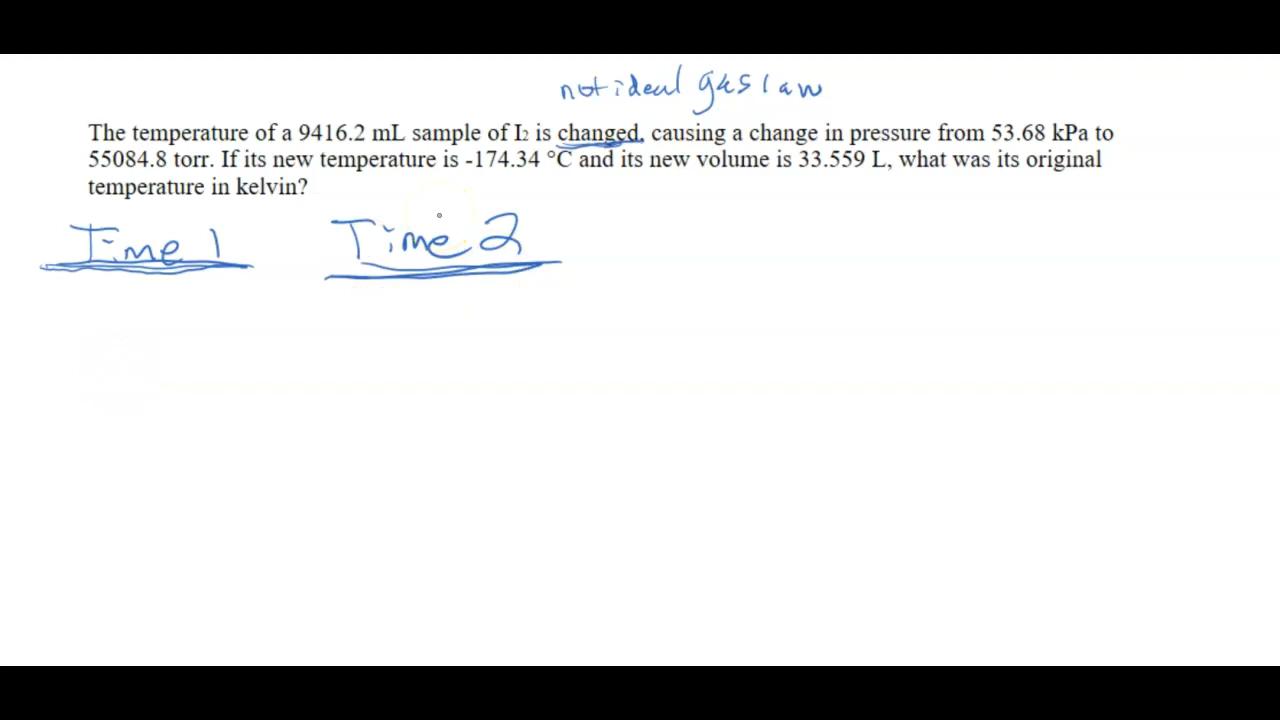 not ideal gas law
The temperature of a 9416.2 mL sample of I2 is changed, causing a change in pressure from 53.68 kPa to
55084.8 torr. If its new temperature is -174.34 °C and its new volume is 33.559 L, what was its original
temperature in kelvin?
Time 1 Time 2